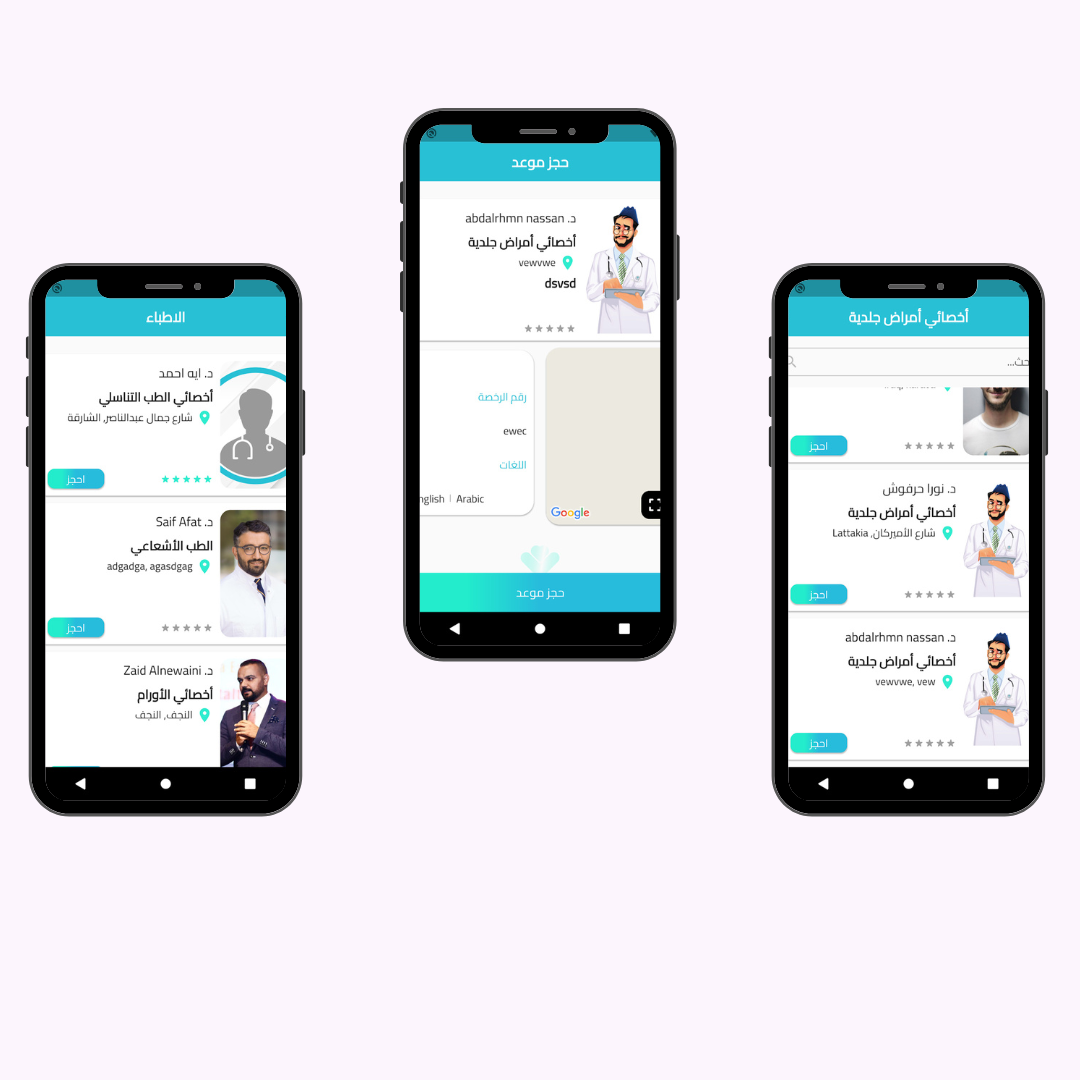 حجز موعد
د. abdalrhmn nassan
أخصائي أمراض جلدية
vewvwe
dsvsd
رقم الرخصة
ewec
اللغات
nglish | Arabic
Google
حجز موعد
الاطباء
د. ايه احمد
أخصائي الطب التناسلي
شارع جمال عبدالناصر, الشارقة
احجز
د. Saif Afat
الطب الأشعاعي
adgadga, agasdgag
احجز
د. Zaid Alnewaini
أخصائي الأورام
النجف, النجف
أخصائي أمراض جلدية
حث...
احجز
د. نورا حرفوش
أخصائي أمراض جلدية
شارع الأميركان, Lattakia
احجز
د. abdalrhmn nassan
أخصائي أمراض جلدية
vewvwe, vew
احجز